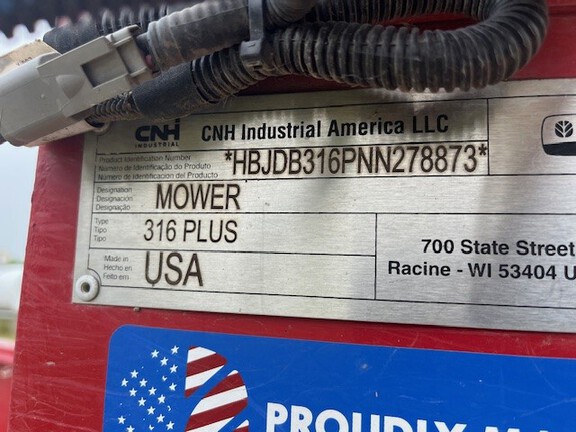 CNH
INDUSTRIAL
CNH Industrial America LLC
Product Identification Number
Número de Identificação do Produto
Número de Identificación del Producto
*HBJDB316PNN278873*
Designation
Designación
Designação
MOWER
Type
Tipo
Tipo
316 PLUS
Made in
Hecho en
Feito em
USA
700 State Street
Racine - WI 53404 U
PROUDLY MA